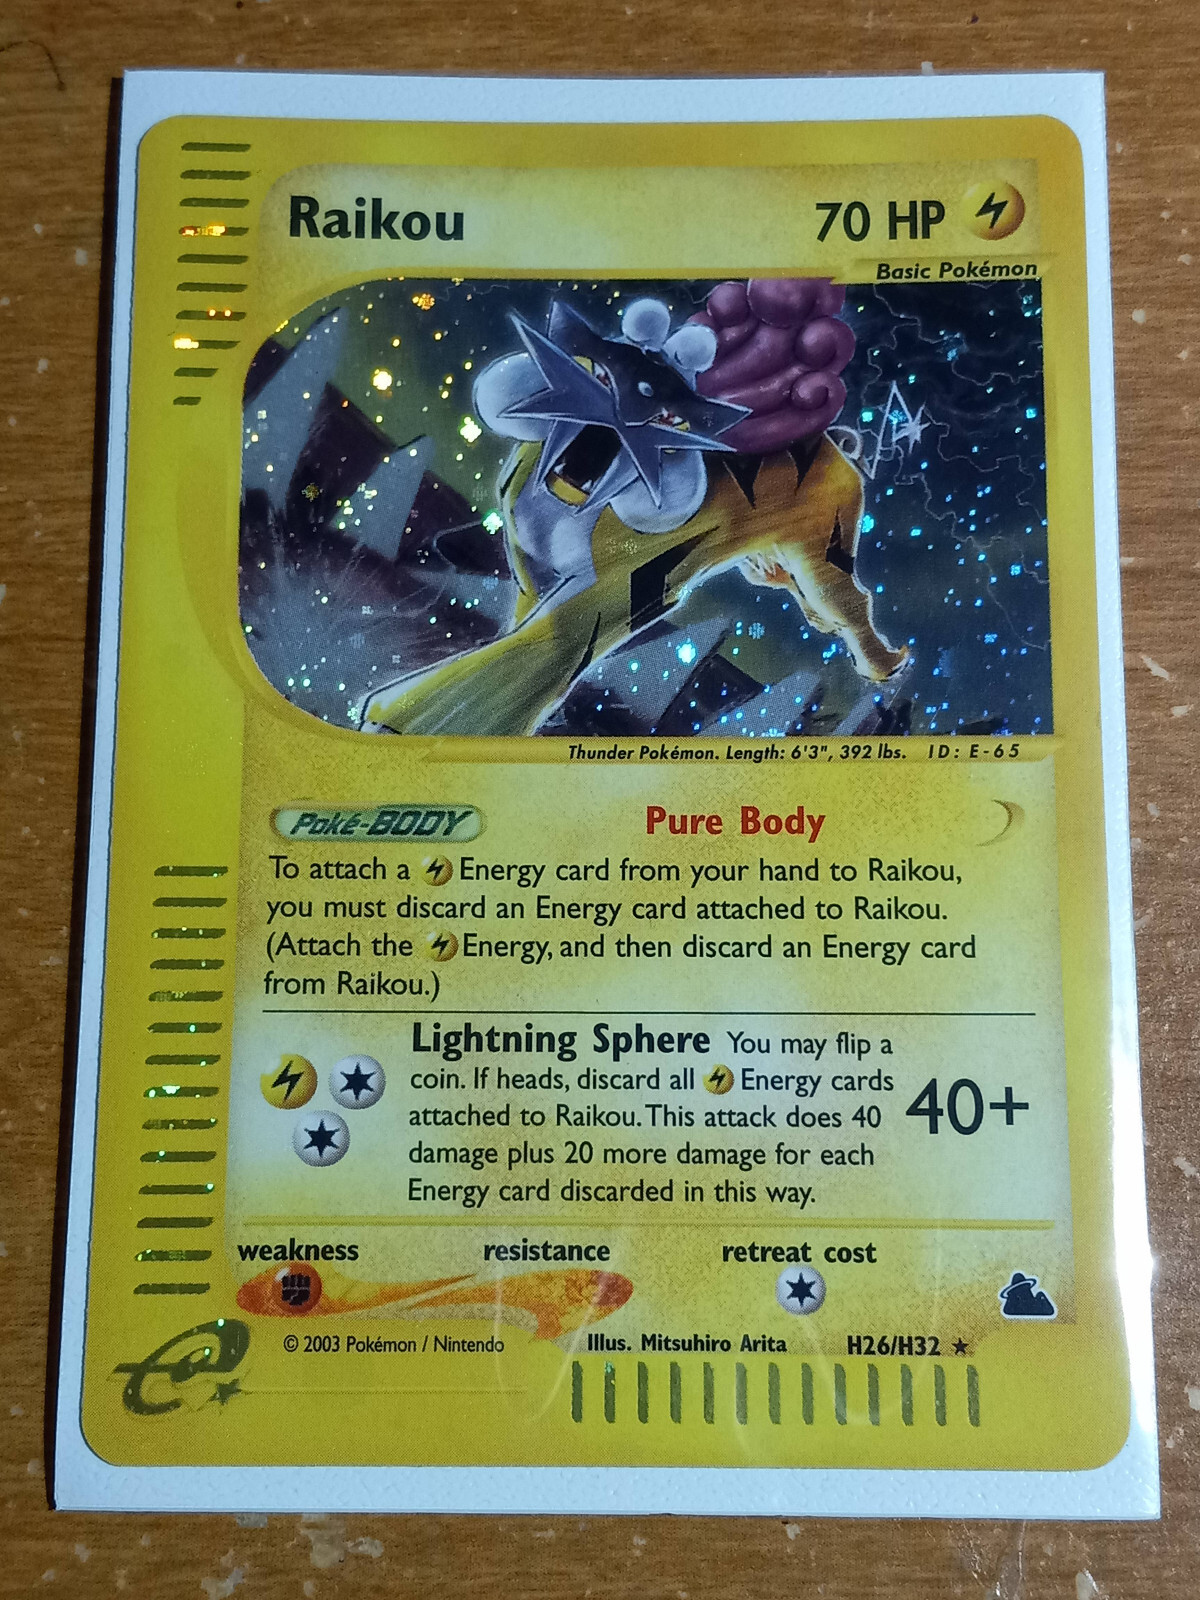 Raikou
70 HP
Basic Pokémon
Thunder Pokémon. Length: 6'3", 392 lbs. ID: E-65
Poké-BODY Pure Body
To attach a Energy card from your hand to Raikou,
you must discard an Energy card attached to Raikou.
(Attach the Energy, and then discard an Energy card
from Raikou.)
Lightning Sphere You may flip a
coin. If heads, discard all Energy cards
attached to Raikou. This attack does 40
damage plus 20 more damage for each
Energy card discarded in this way.
40+
weakness resistance retreat cost
© 2003 Pokémon / Nintendo Illus. Mitsuhiro Arita H26/H32 ★
e